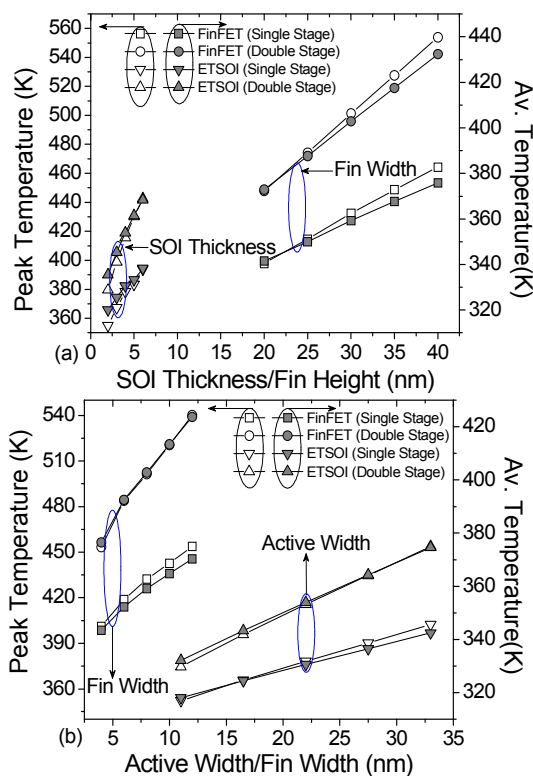 560
540
520
500
480
460
440
420
400
380
360
Peak Temperature (K)
FinFET (Single Stage)
FinFET (Double Stage)
ETSOI (Single Stage)
ETSOI (Double Stage)
Fin Width
SOI Thickness
440
420
400
380
360
340
320
Av. Temperature(K)
0 5 10 15 20 25 30 35 40
(a)
SOI Thickness/Fin Height (nm)
540
510
480
450
420
390
360
Peak Temperature (K)
FinFET (Single Stage)
FinFET (Double Stage)
ETSOI (Single Stage)
ETSOI (Double Stage)
Active Width
Fin Width
420
400
380
360
340
320
Av. Temperature(K)
5 10 15 20 25 30 35
(b)
Active Width/Fin Width (nm)